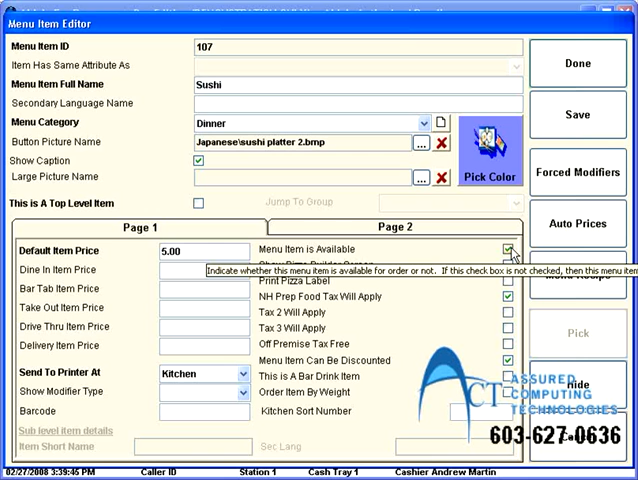 Menu Item Editor
Menu Item ID 107
Item Has Same Attribute As
Menu Item Full Name Sushi
Secondary Language Name
Menu Category Dinner
Button Picture Name Japanese\sushi platter 2.bmp ...
Show Caption
Large Picture Name ...
Pick Color
This is A Top Level Item Jump To Group
Done
Save
Forced Modifiers
Auto Prices
Pick
Hide
Page 1 Page 2
Default Item Price 5.00 Menu Item is Available
Indicate whether this menu item is available for order or not. If this check box is not checked, then this menu item
Dine In Item Price
Bar Tab Item Price Print Pizza Label
NH Prep Food Tax Will Apply
Take Out Item Price Tax 2 Will Apply
Drive Thru Item Price Tax 3 Will Apply
Delivery Item Price Off Premise Tax Free
Menu Item Can Be Discounted
Send To Printer At Kitchen This is A Bar Drink Item
Show Modifier Type Order Item By Weight
Barcode Kitchen Sort Number
Sub level item details
Item Short Name Sec Lang
ACT ASSURED
COMPUTING
TECHNOLOGIES
603-627-0636
02/27/2008 3:39:45 PM Caller ID Station 1 Cash Tray 1 Cashier Andrew Martin